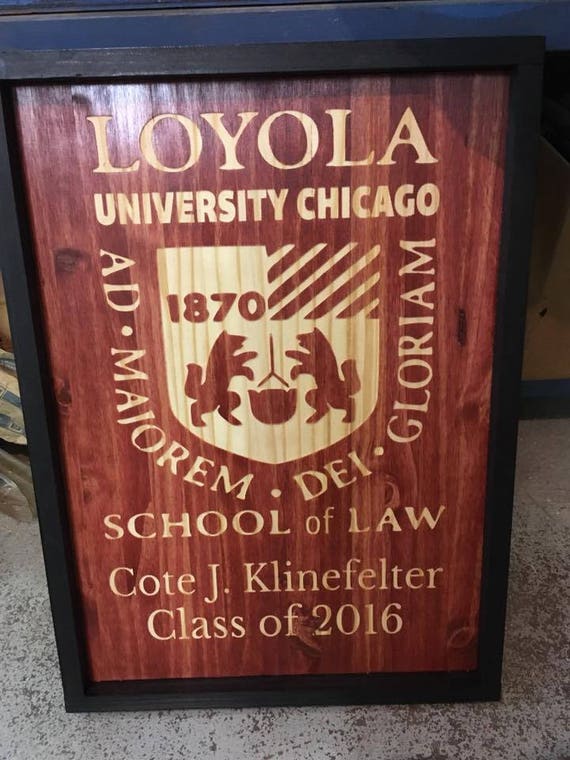 LOYOLA
UNIVERSITY CHICAGO
1870
AD • MAIOREM • DEI • GLORIAM
SCHOOL of LAW
Cote J. Klinefelter
Class of 2016